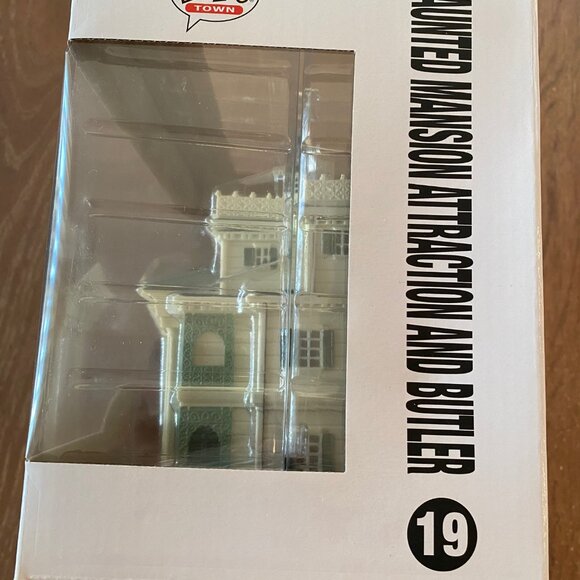 TOWN
AUNTED MANSION ATTRACTION AND BUTLER
19